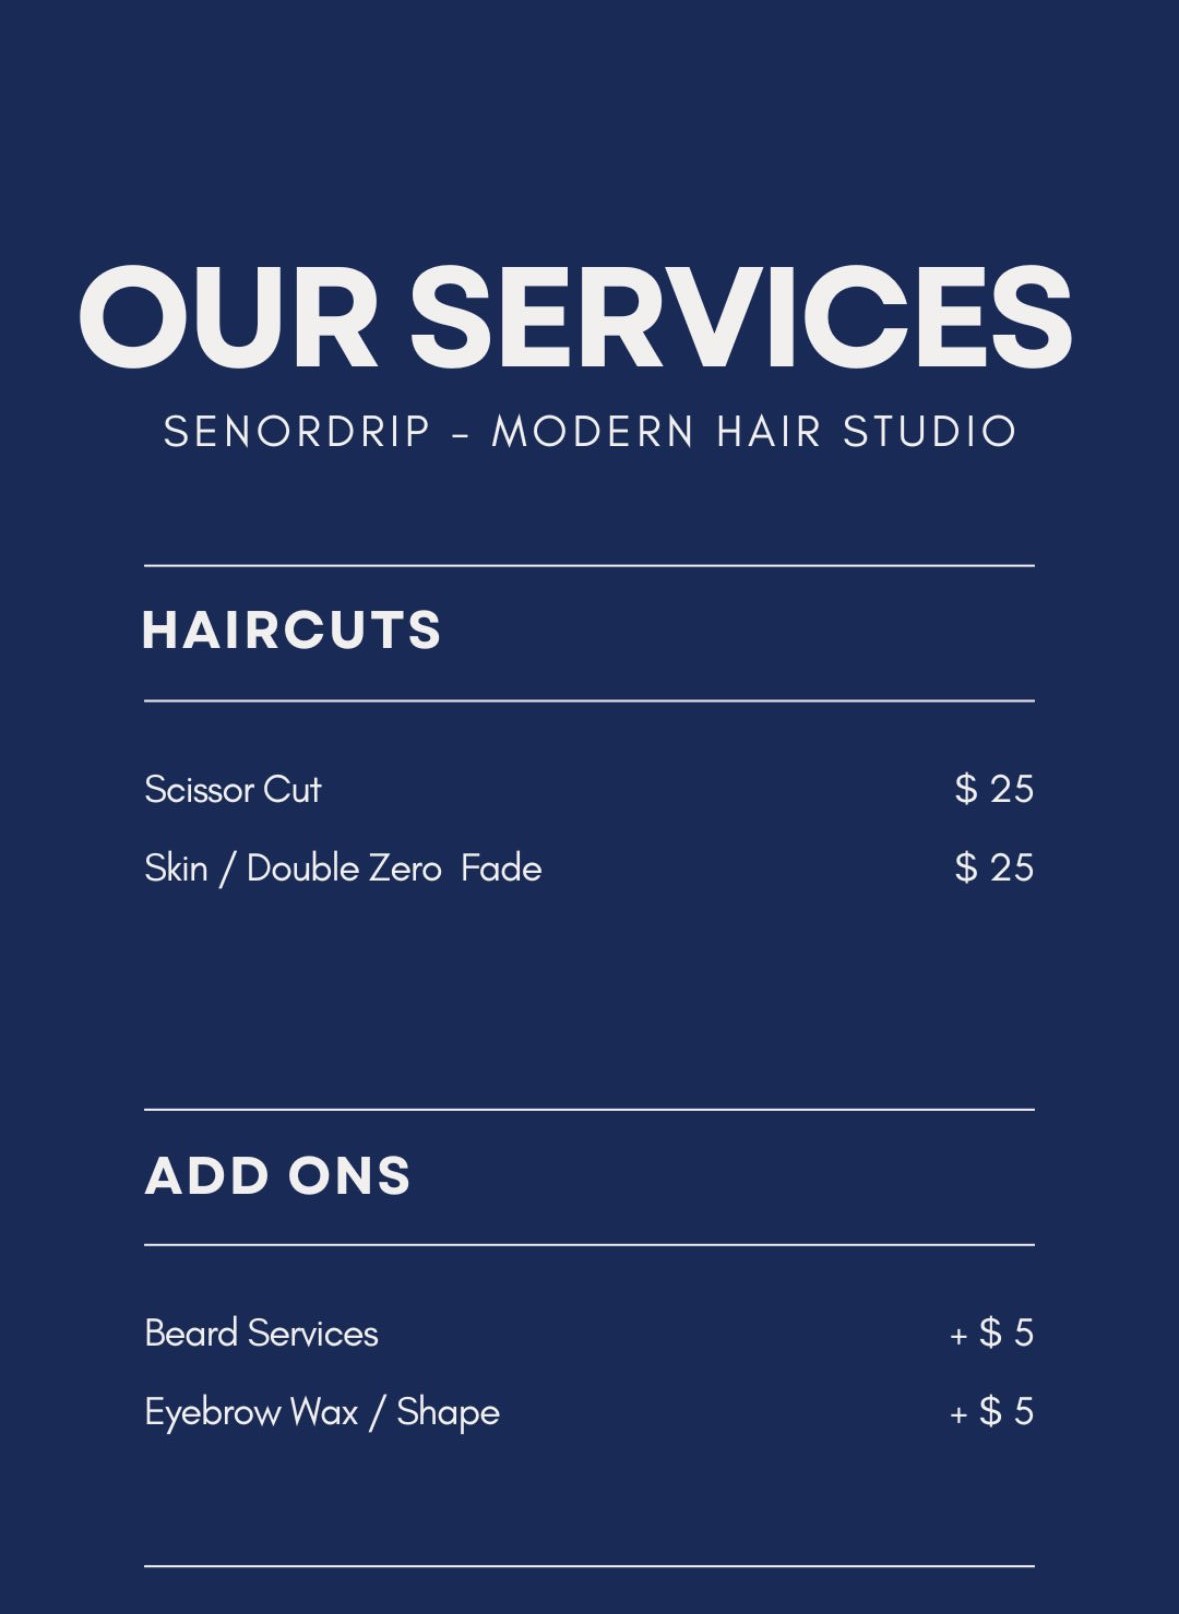 OUR SERVICES
SENORDRIP - MODERN HAIR STUDIO
HAIRCUTS
Scissor Cut $ 25
Skin / Double Zero  Fade $ 25
ADD ONS
Beard Services + $ 5
Eyebrow Wax / Shape + $ 5